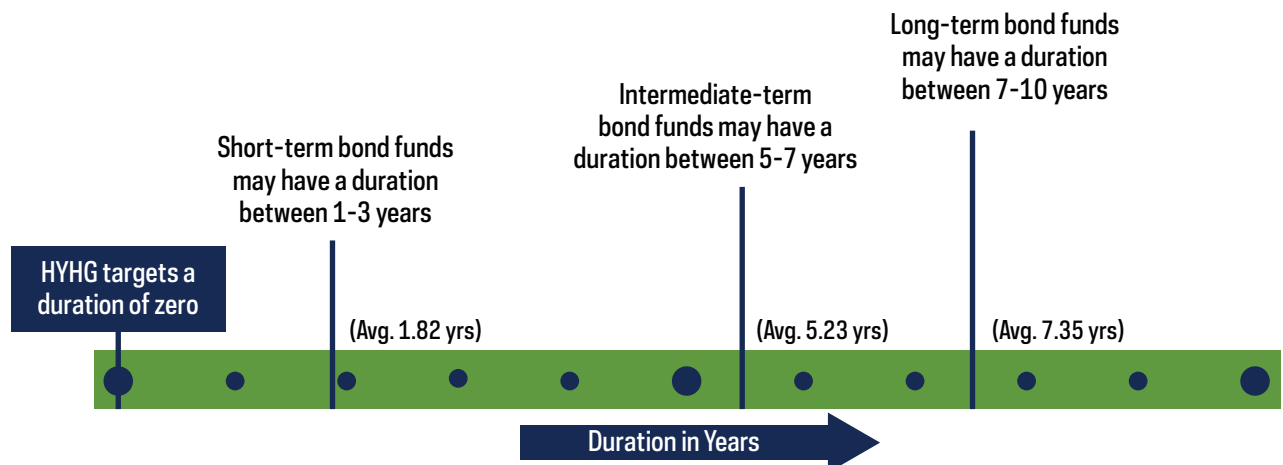 HYHG targets a
duration of zero
Short-term bond funds
may have a duration
between 1-3 years
(Avg. 1.82 yrs)
Intermediate-term
bond funds may have a
duration between 5-7 years
(Avg. 5.23 yrs)
Long-term bond funds
may have a duration
between 7-10 years
(Avg. 7.35 yrs)
Duration in Years